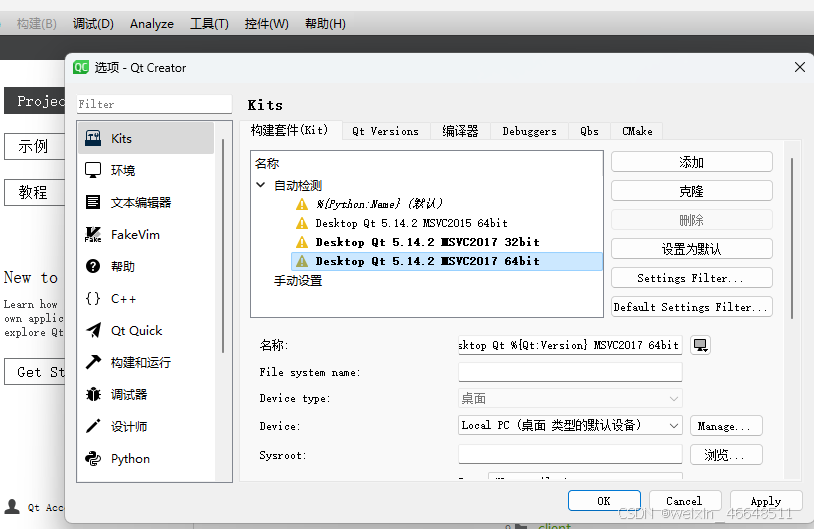 构建(B) 调试(D) Analyze 工具(T) 控件(W) 帮助(H)
QC 选项 - Qt Creator
Projec
示例
教程
New to
Learn how
own applic
explore Qt
Get St
Qt Acc
Filter
Kits
环境
文本编辑器
FakeVim
帮助
C++
Qt Quick
构建和运行
调试器
设计师
Python
Kits
构建套件(Kit) Qt Versions 编译器 Debuggers Qbs CMake
名称
自动检测
%{Python:Name} (默认)
Desktop Qt 5.14.2 MSVC2015 64bit
Desktop Qt 5.14.2 MSVC2017 32bit
Desktop Qt 5.14.2 MSVC2017 64bit
手动设置
添加
克隆
删除
设置为默认
Settings Filter...
Default Settings Filter...
名称: sktop Qt %{Qt:Version} MSVC2017 64bit
File system name:
Device type: 桌面
Device: Local PC (桌面 类型的默认设备) Manage...
Sysroot: 浏览...
OK Cancel Apply
client
CSDN @weixin_46648511